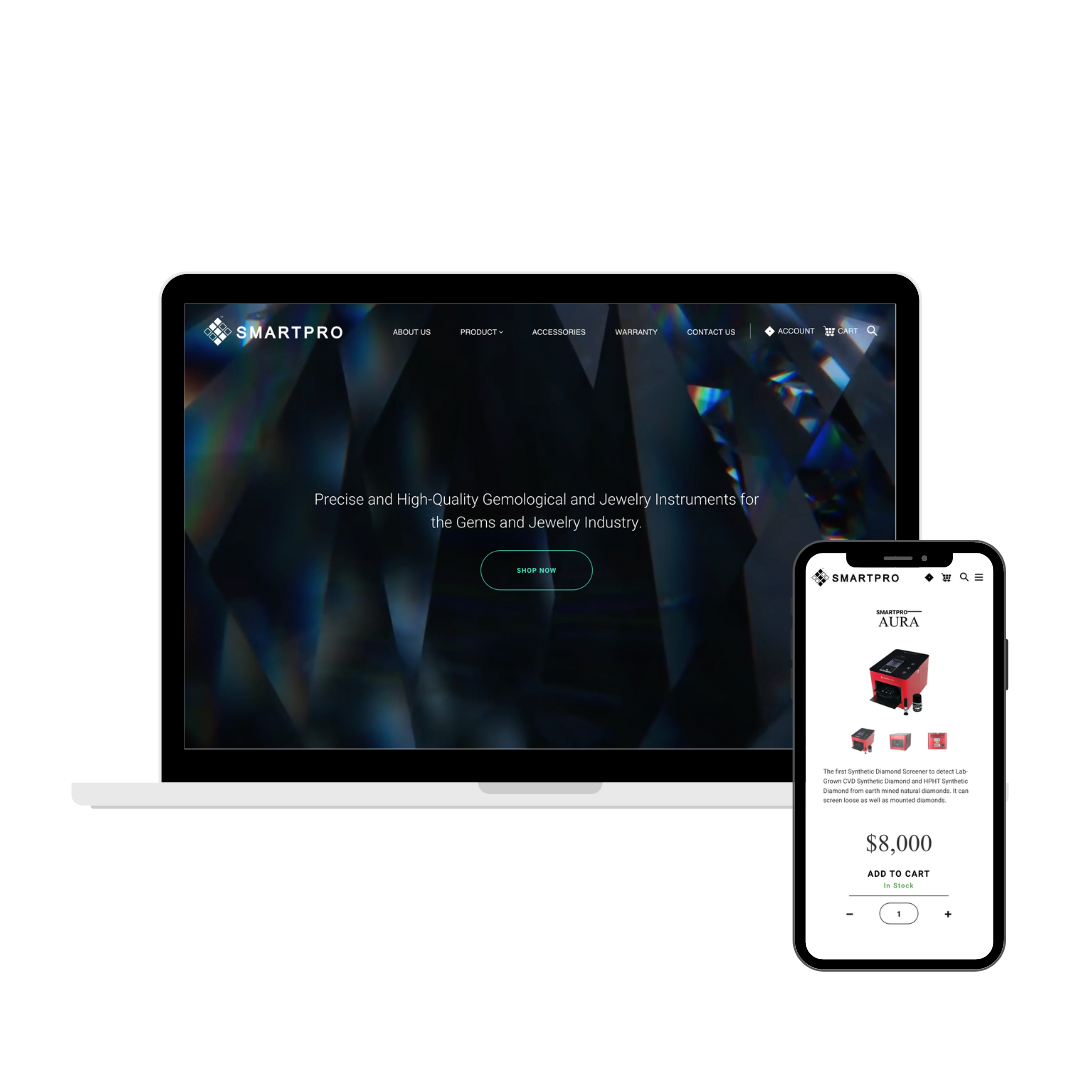 SMARTPRO
ABOUT US
PRODUCT
ACCESSORIES
WARRANTY
CONTACT US
ACCOUNT
CART
Precise and High-Quality Gemological and Jewelry Instruments for
the Gems and Jewelry Industry.
SHOP NOW
SMARTPRO
SMARTPRO
AURA
The first Synthetic Diamond Screener to detect Lab-
Grown CVD Synthetic Diamond and HPHT Synthetic
Diamond from earth mined natural diamonds. It can
screen loose as well as mounted diamonds.
$8,000
ADD TO CART
In Stock
− 1 +